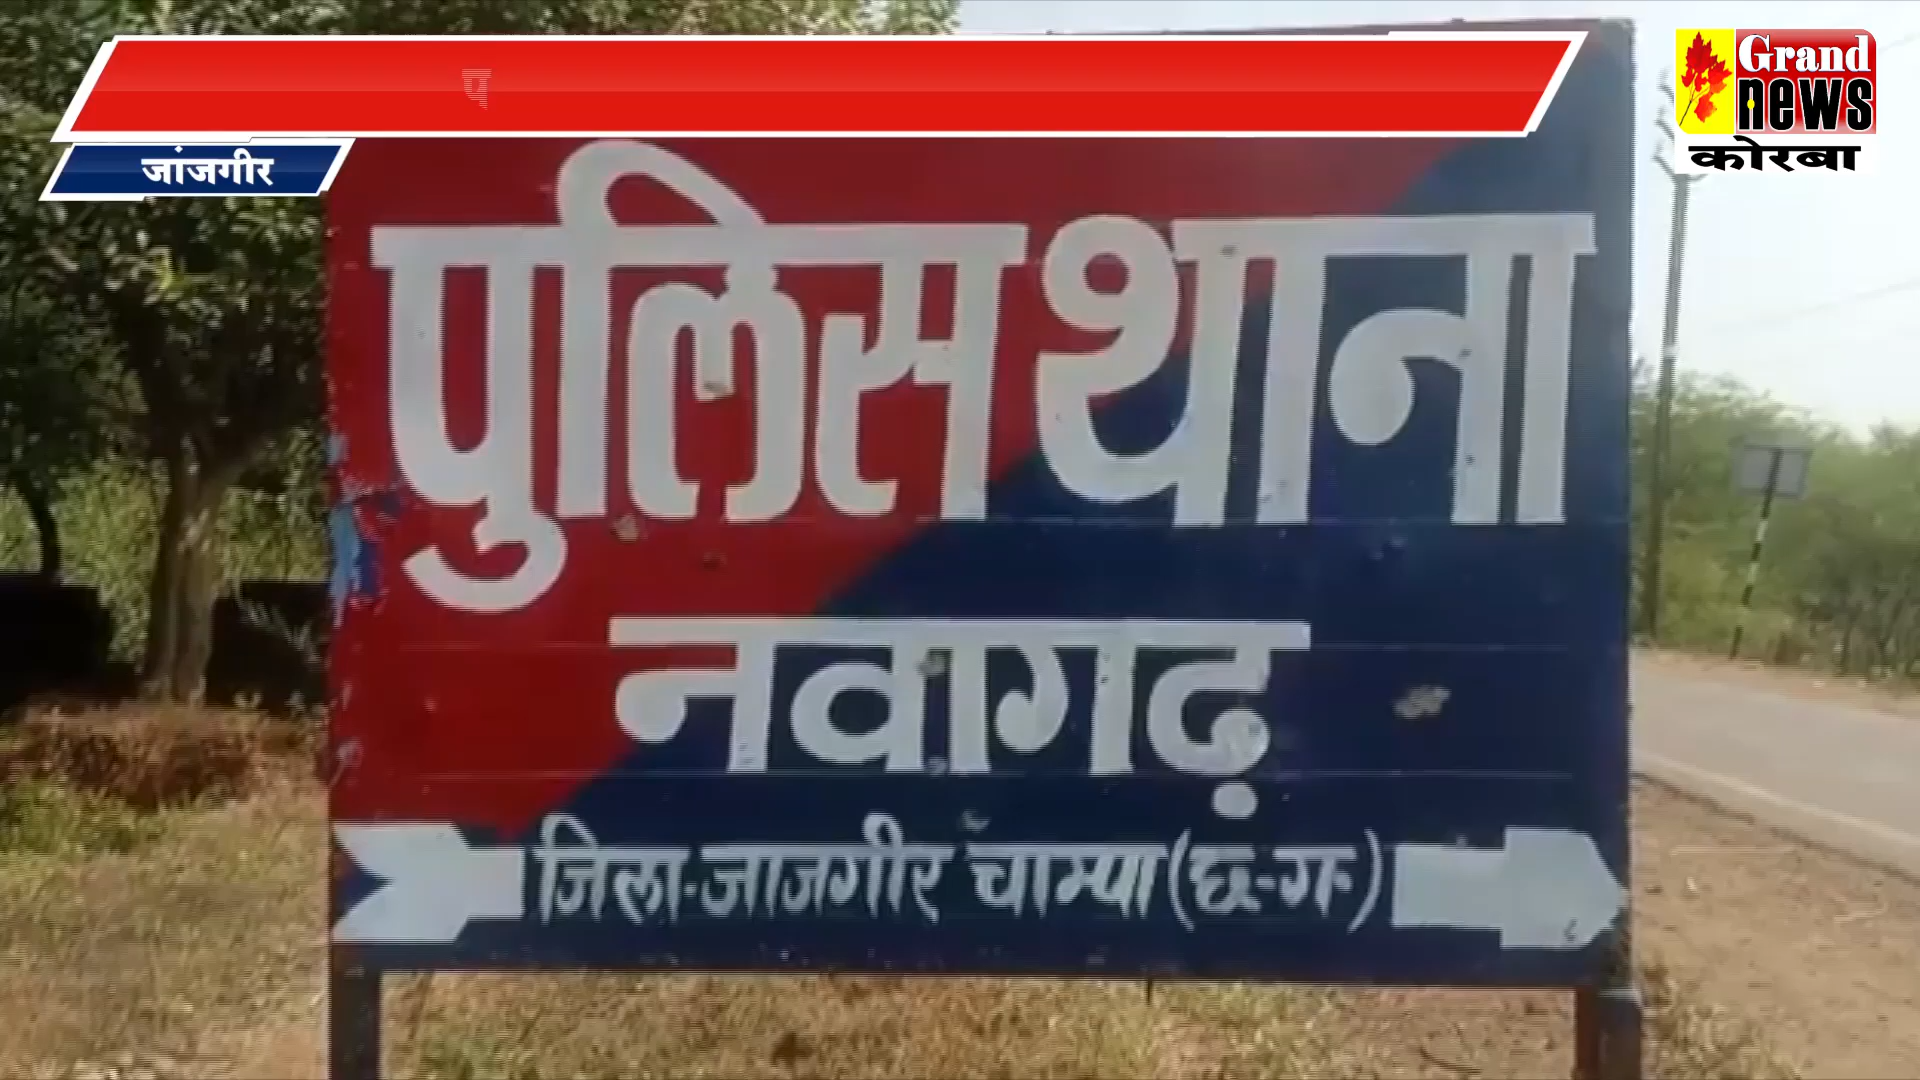 प
Grand
news
कोरबा
जांजगीर
पुलिस थाना
नवागढ़
जिला-जाजगीर चाम्पा (छ-ग-)